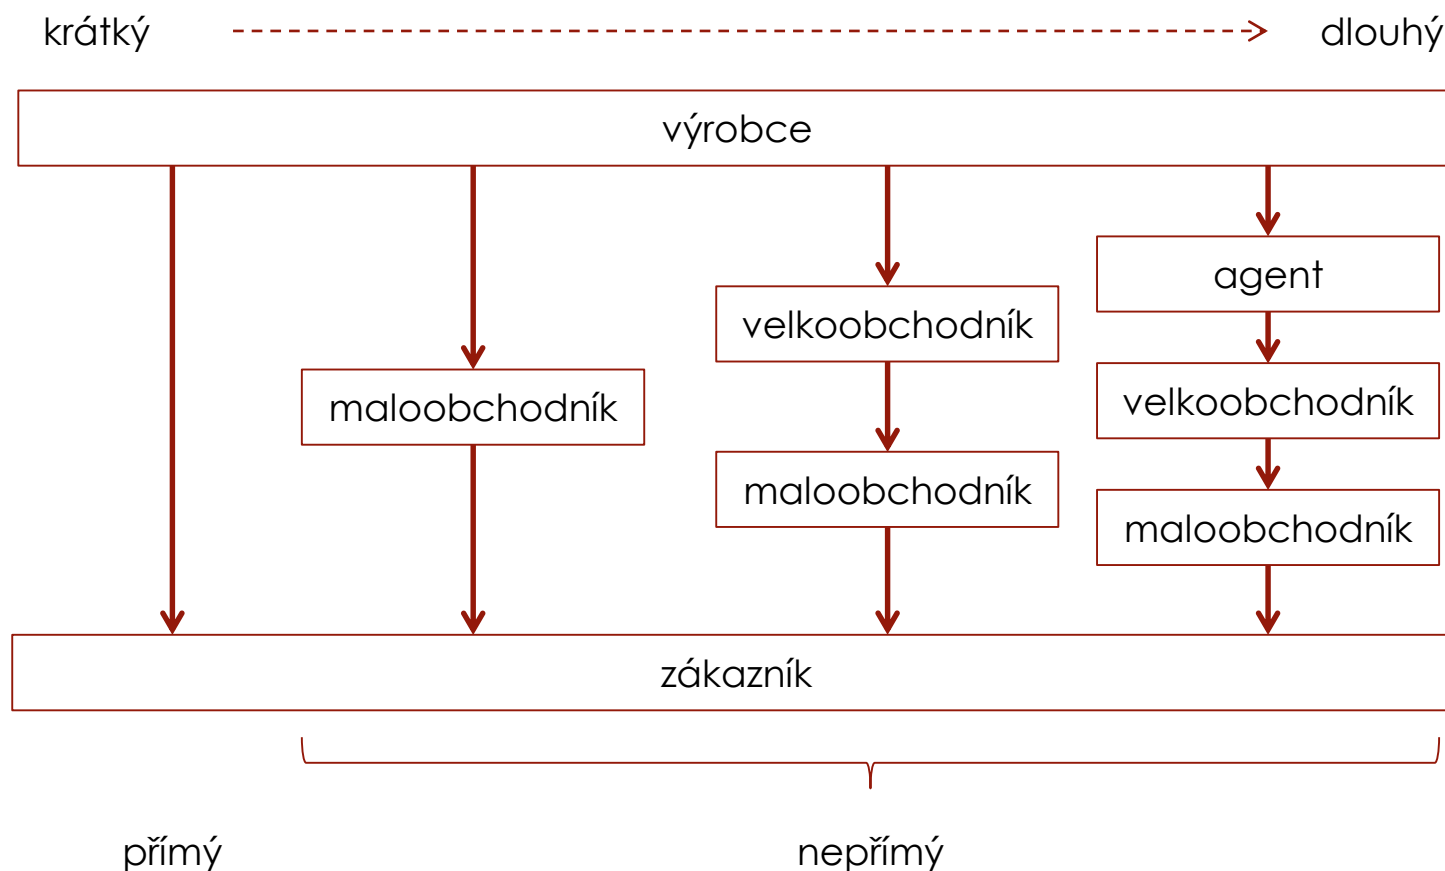 krátký
dlouhý
výrobce
agent
velkoobchodník
velkoobchodník
maloobchodník
maloobchodník
maloobchodník
zákazník
přímý
nepřímý